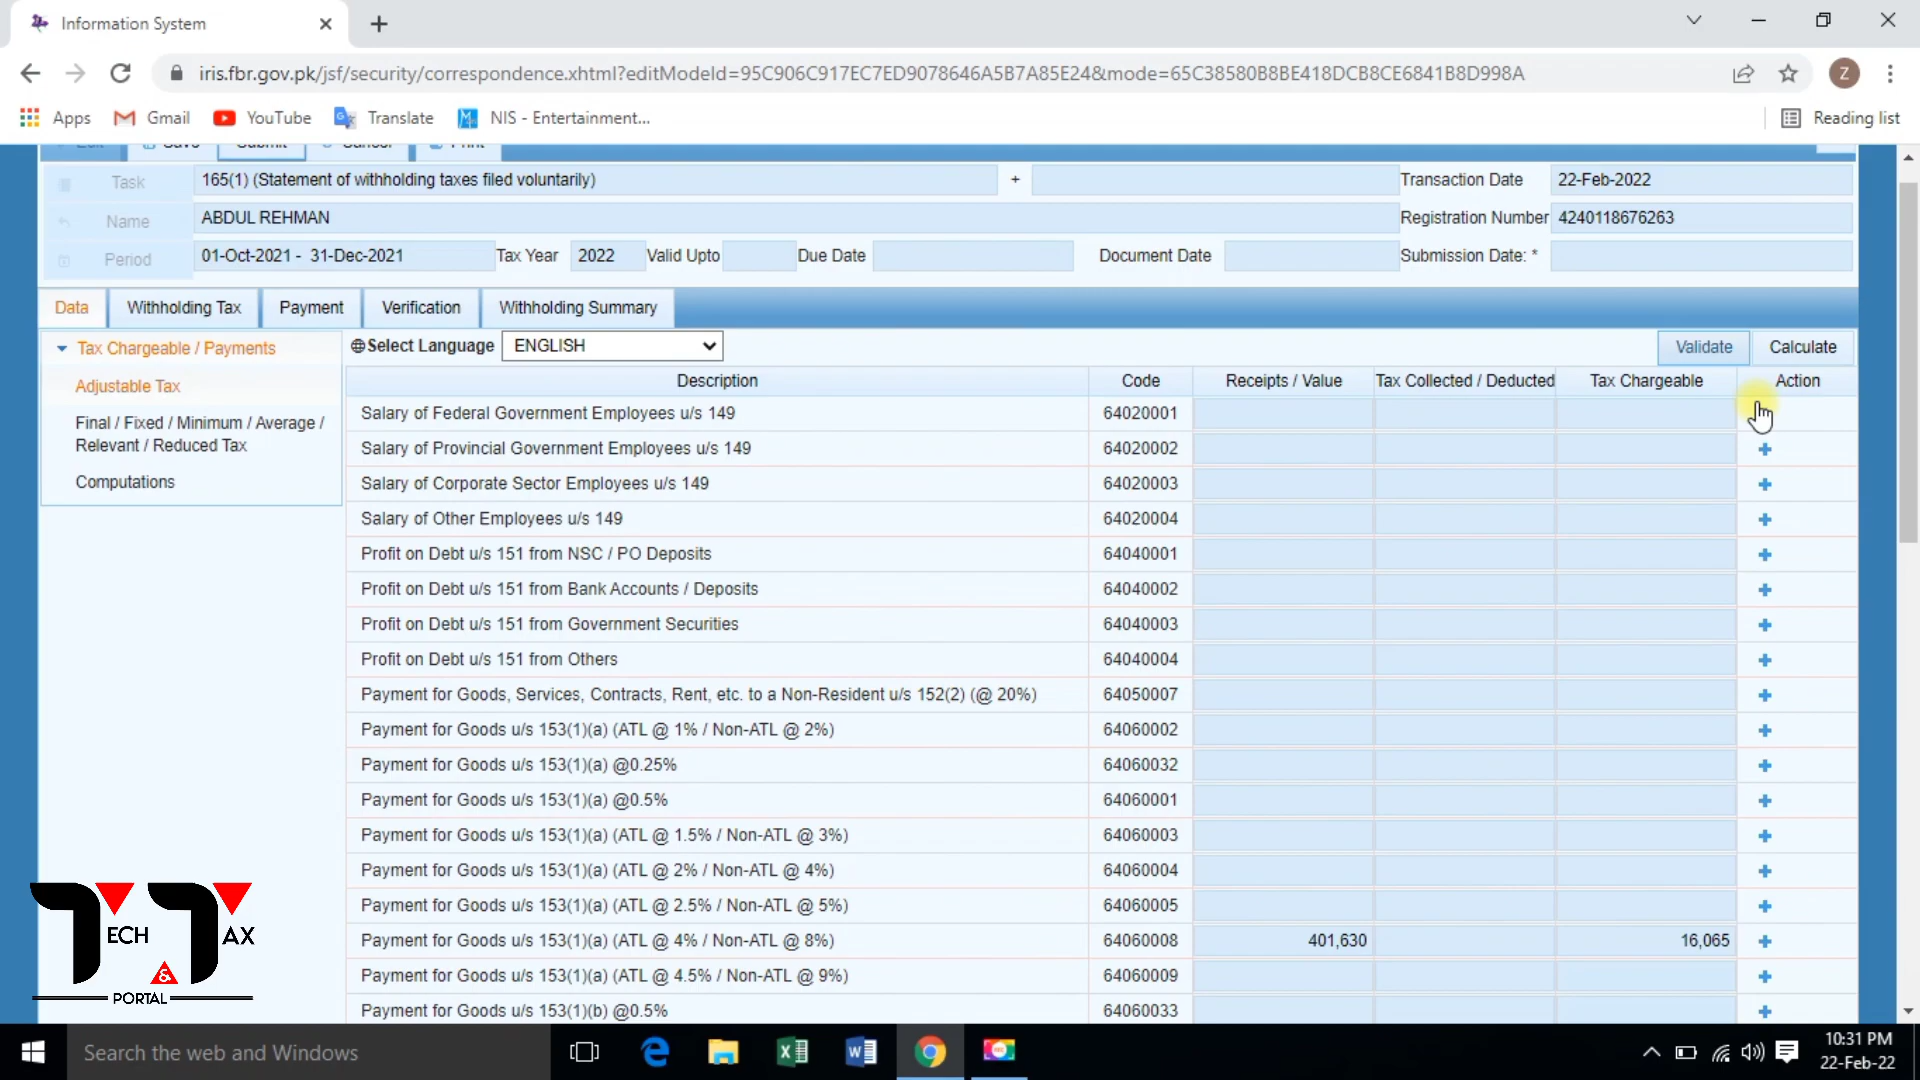 Information System
iris.fbr.gov.pk/jsf/security/correspondence.xhtml?editModeId=95C906C917EC7ED9078646A5B7A85E24&mode=65C38580B8BE418DCB8CE6841B8D998A
Z
Apps Gmail YouTube Translate NIS - Entertainment... Reading list
Edit Save Submit Cancel Print
Task 165(1) (Statement of withholding taxes filed voluntarily) + Transaction Date 22-Feb-2022
Name ABDUL REHMAN Registration Number 4240118676263
Period 01-Oct-2021 - 31-Dec-2021 Tax Year 2022 Valid Upto Due Date Document Date Submission Date: *
Data Withholding Tax Payment Verification Withholding Summary
Tax Chargeable / Payments
Adjustable Tax
Final / Fixed / Minimum / Average /
Relevant / Reduced Tax
Computations
Select Language ENGLISH Validate Calculate
Description Code Receipts / Value Tax Collected / Deducted Tax Chargeable Action
Salary of Federal Government Employees u/s 149 64020001
Salary of Provincial Government Employees u/s 149 64020002
Salary of Corporate Sector Employees u/s 149 64020003
Salary of Other Employees u/s 149 64020004
Profit on Debt u/s 151 from NSC / PO Deposits 64040001
Profit on Debt u/s 151 from Bank Accounts / Deposits 64040002
Profit on Debt u/s 151 from Government Securities 64040003
Profit on Debt u/s 151 from Others 64040004
Payment for Goods, Services, Contracts, Rent, etc. to a Non-Resident u/s 152(2) (@ 20%) 64050007
Payment for Goods u/s 153(1)(a) (ATL @ 1% / Non-ATL @ 2%) 64060002
Payment for Goods u/s 153(1)(a) @0.25% 64060032
Payment for Goods u/s 153(1)(a) @0.5% 64060001
Payment for Goods u/s 153(1)(a) (ATL @ 1.5% / Non-ATL @ 3%) 64060003
Payment for Goods u/s 153(1)(a) (ATL @ 2% / Non-ATL @ 4%) 64060004
Payment for Goods u/s 153(1)(a) (ATL @ 2.5% / Non-ATL @ 5%) 64060005
Payment for Goods u/s 153(1)(a) (ATL @ 4% / Non-ATL @ 8%) 64060008 401,630 16,065
Payment for Goods u/s 153(1)(a) (ATL @ 4.5% / Non-ATL @ 9%) 64060009
Payment for Goods u/s 153(1)(b) @0.5% 64060033
TECH & TAX
PORTAL
Search the web and Windows
10:31 PM
22-Feb-22